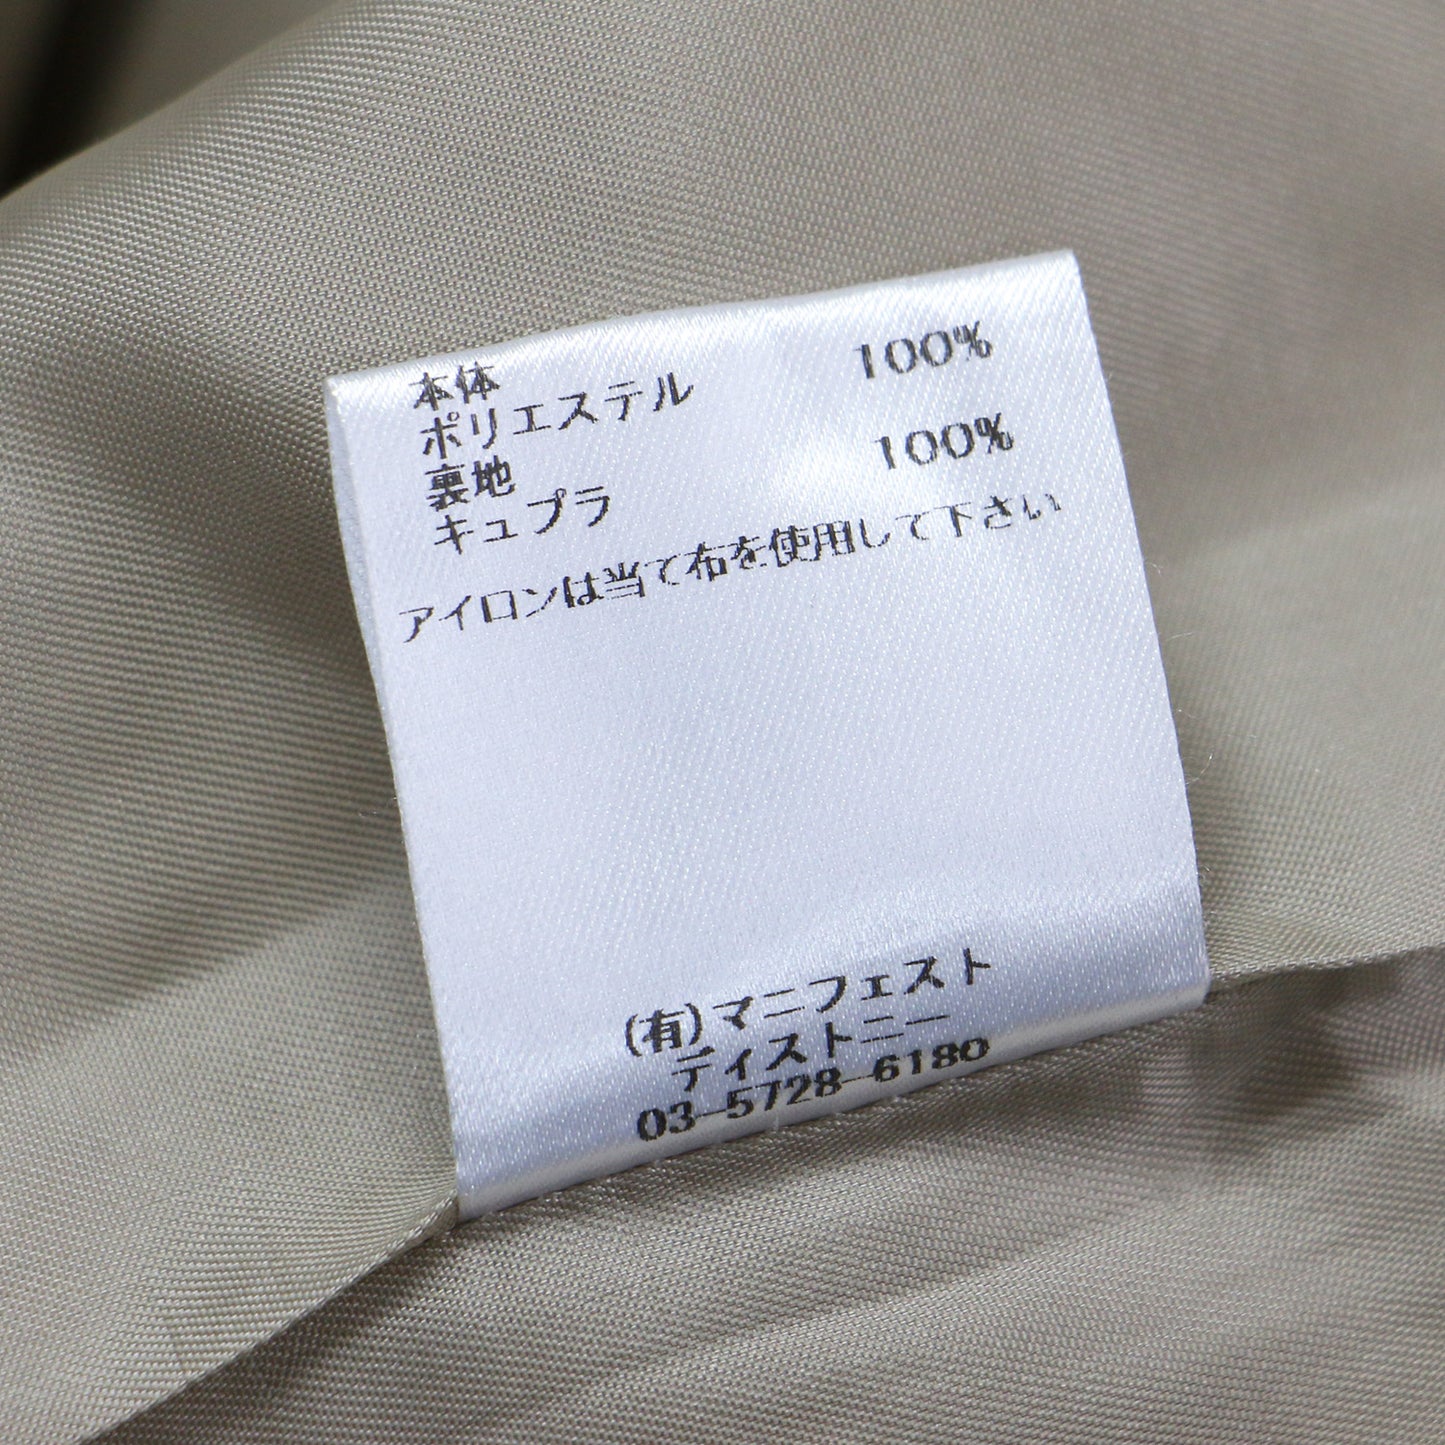 本体
ポリエステル 100%
裏地
キュプラ 100%
アイロンは当て布を使用して下さい
(有)マニフェスト
ディストニー
03-5728-6180